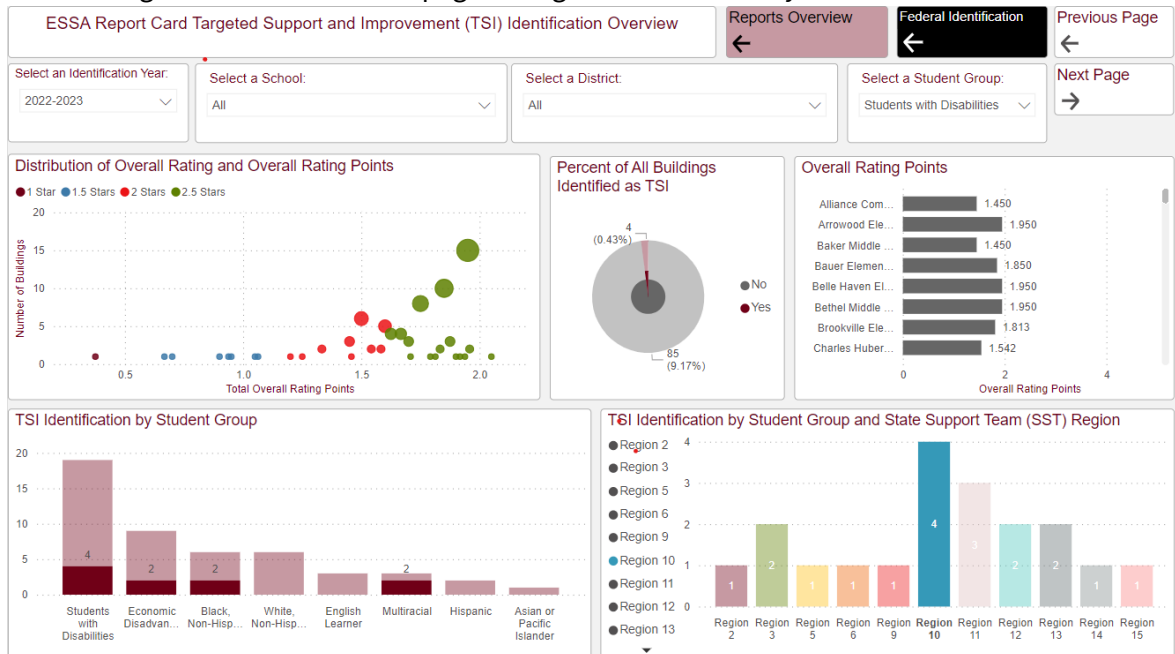 ESSA Report Card Targeted Support and Improvement (TSI) Identification Overview
Reports Overview
Federal Identification
Previous Page
Select an Identification Year:
2022-2023
Select a School:
All
Select a District:
All
Select a Student Group:
Students with Disabilities
Next Page
Distribution of Overall Rating and Overall Rating Points
1 Star 1.5 Stars 2 Stars 2.5 Stars
20
15
10
5
0
Number of Buildings
0.5 1.0 1.5 2.0
Total Overall Rating Points
Percent of All Buildings
Identified as TSI
4
(0.43%)
No
Yes
85
(9.17%)
Overall Rating Points
Alliance Com... 1.450
Arrowood Ele... 1.950
Baker Middle ... 1.450
Bauer Elemen... 1.850
Belle Haven El... 1.950
Bethel Middle ... 1.950
Brookville Ele... 1.813
Charles Huber... 1.542
0 2 4
Overall Rating Points
TSI Identification by Student Group
20
15
10
5
0
4
2
2
2
Students
with
Disabilities
Economic
Disadvan...
Black,
Non-Hisp...
White,
Non-Hisp...
English
Learner
Multiracial
Hispanic
Asian or
Pacific
Islander
TSI Identification by Student Group and State Support Team (SST) Region
Region 2
Region 3
Region 5
Region 6
Region 9
Region 10
Region 11
Region 12
Region 13
4
3
2
1
0
1 2 1 1 1 4 3 2 2 1 1
Region
2
Region
3
Region
5
Region
6
Region
9
Region
10
Region
11
Region
12
Region
13
Region
14
Region
15